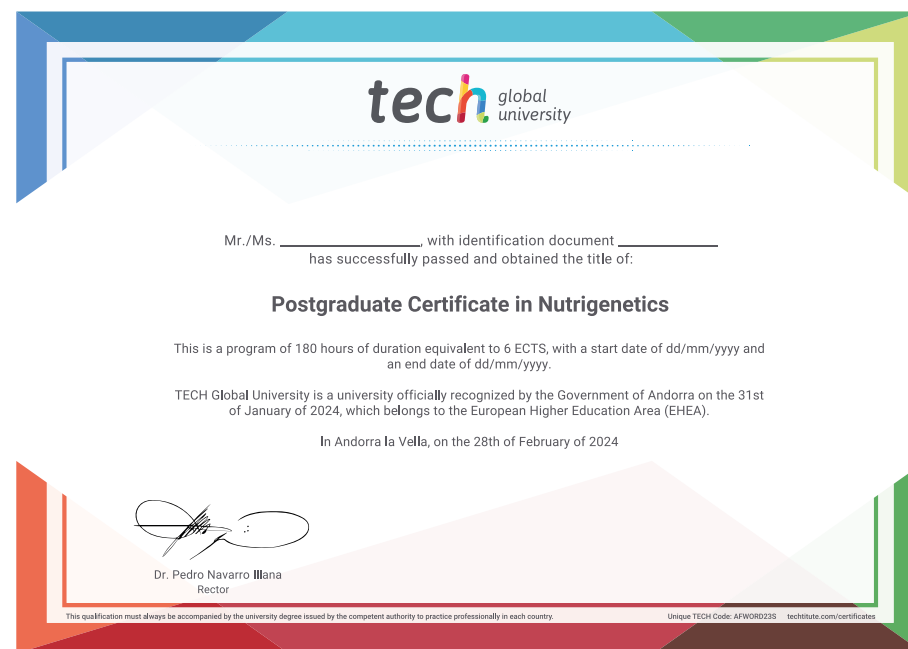 tech global university
Mr./Ms. ____________________, with identification document ______________
has successfully passed and obtained the title of:
Postgraduate Certificate in Nutrigenetics
This is a program of 180 hours of duration equivalent to 6 ECTS, with a start date of dd/mm/yyyy and
an end date of dd/mm/yyyy.
TECH Global University is a university officially recognized by the Government of Andorra on the 31st
of January of 2024, which belongs to the European Higher Education Area (EHEA).
In Andorra la Vella, on the 28th of February of 2024
Dr. Pedro Navarro Illana
Rector
This qualification must always be accompanied by the university degree issued by the competent authority to practice professionally in each country. Unique TECH Code: AFWORD23S techtitute.com/certificates